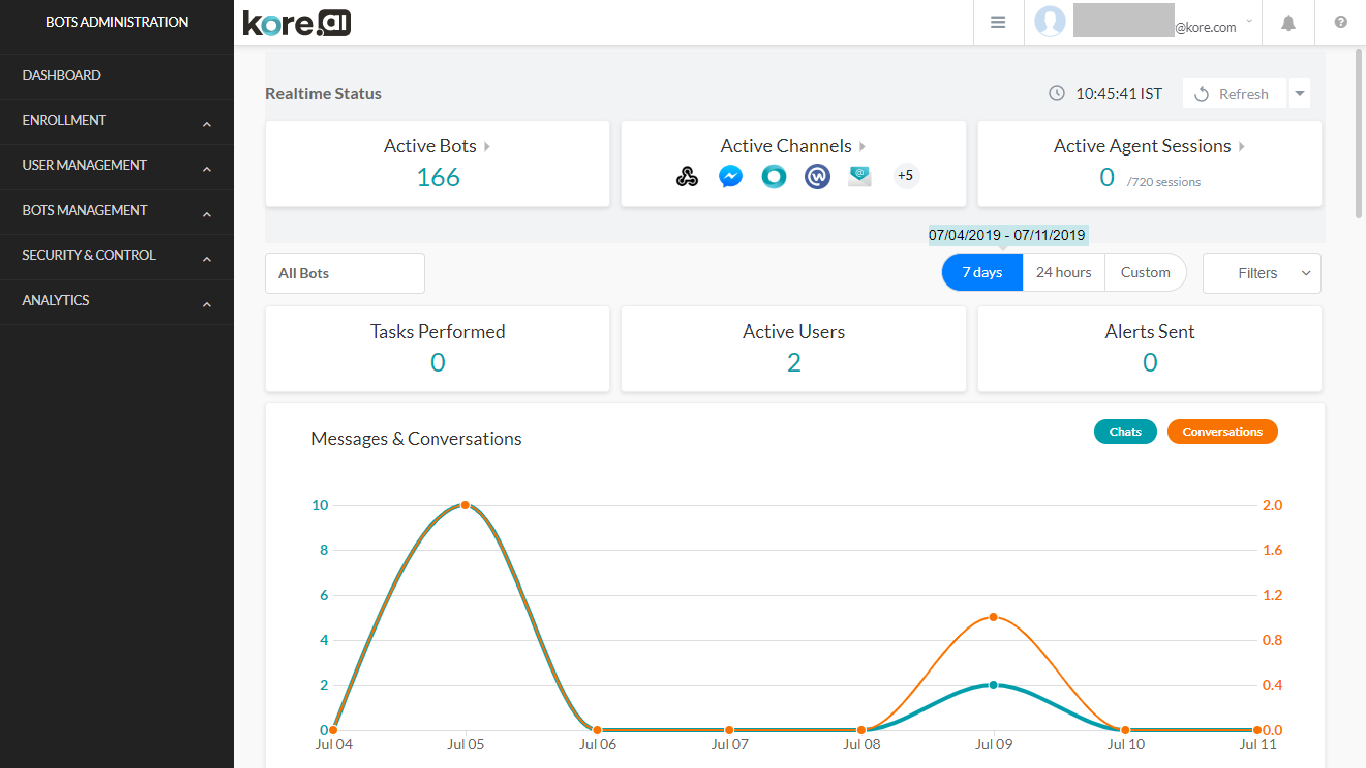 BOTS ADMINISTRATION
kore.ai
@kore.com
DASHBOARD
ENROLLMENT
USER MANAGEMENT
BOTS MANAGEMENT
SECURITY & CONTROL
ANALYTICS
Realtime Status
10:45:41 IST
Refresh
Active Bots
166
Active Channels
+5
Active Agent Sessions
0 /720 sessions
07/04/2019 - 07/11/2019
All Bots
7 days
24 hours
Custom
Filters
Tasks Performed
0
Active Users
2
Alerts Sent
0
Messages & Conversations
Chats
Conversations
10 2.0
8 1.6
6 1.2
4 0.8
2 0.4
0 0.0
Jul 04 Jul 05 Jul 06 Jul 07 Jul 08 Jul 09 Jul 10 Jul 11